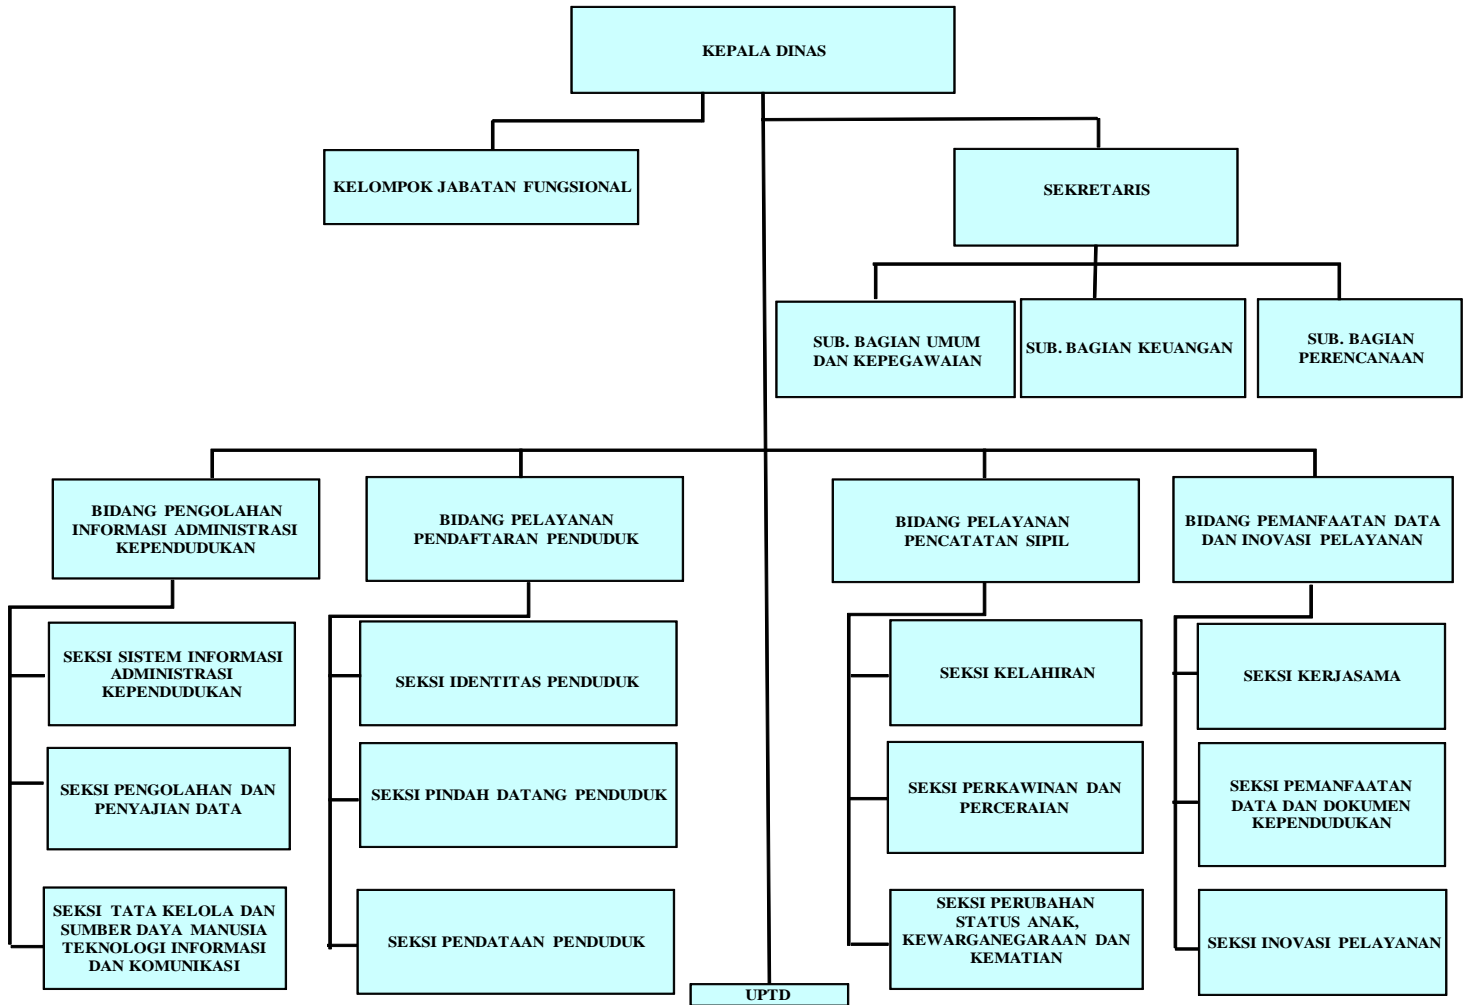 KEPALA DINAS
KELOMPOK JABATAN FUNGSIONAL
SEKRETARIS
SUB. BAGIAN UMUM
DAN KEPEGAWAIAN
SUB. BAGIAN KEUANGAN
SUB. BAGIAN
PERENCANAAN
BIDANG PENGOLAHAN
INFORMASI ADMINISTRASI
KEPENDUDUKAN
BIDANG PELAYANAN
PENDAFTARAN PENDUDUK
BIDANG PELAYANAN
PENCATATAN SIPIL
BIDANG PEMANFAATAN DATA
DAN INOVASI PELAYANAN
SEKSI SISTEM INFORMASI
ADMINISTRASI
KEPENDUDUKAN
SEKSI IDENTITAS PENDUDUK
SEKSI KELAHIRAN
SEKSI KERJASAMA
SEKSI PENGOLAHAN DAN
PENYAJIAN DATA
SEKSI PINDAH DATANG PENDUDUK
SEKSI PERKAWINAN DAN
PERCERAIAN
SEKSI PEMANFAATAN
DATA DAN DOKUMEN
KEPENDUDUKAN
SEKSI TATA KELOLA DAN
SUMBER DAYA MANUSIA
TEKNOLOGI INFORMASI
DAN KOMUNIKASI
SEKSI PENDATAAN PENDUDUK
SEKSI PERUBAHAN
STATUS ANAK,
KEWARGANEGARAAN DAN
KEMATIAN
SEKSI INOVASI PELAYANAN
UPTD